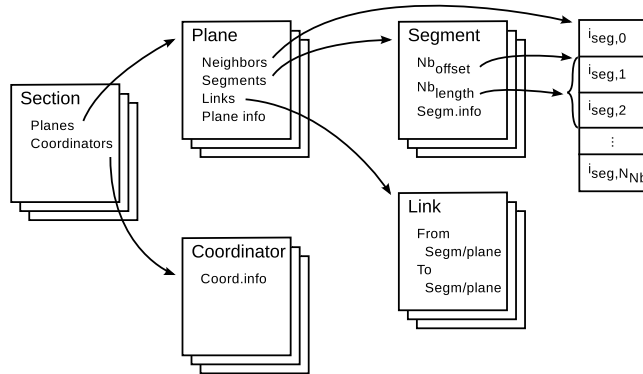 Section
Planes
Coordinators
Plane
Neighbors
Segments
Links
Plane info
Coordinator
Coord.info
Segment
Nb offset
Nb length
Segm.info
Link
From
Segm/plane
To
Segm/plane
i seg,0
i seg,1
i seg,2
⋮
i seg,N Nb